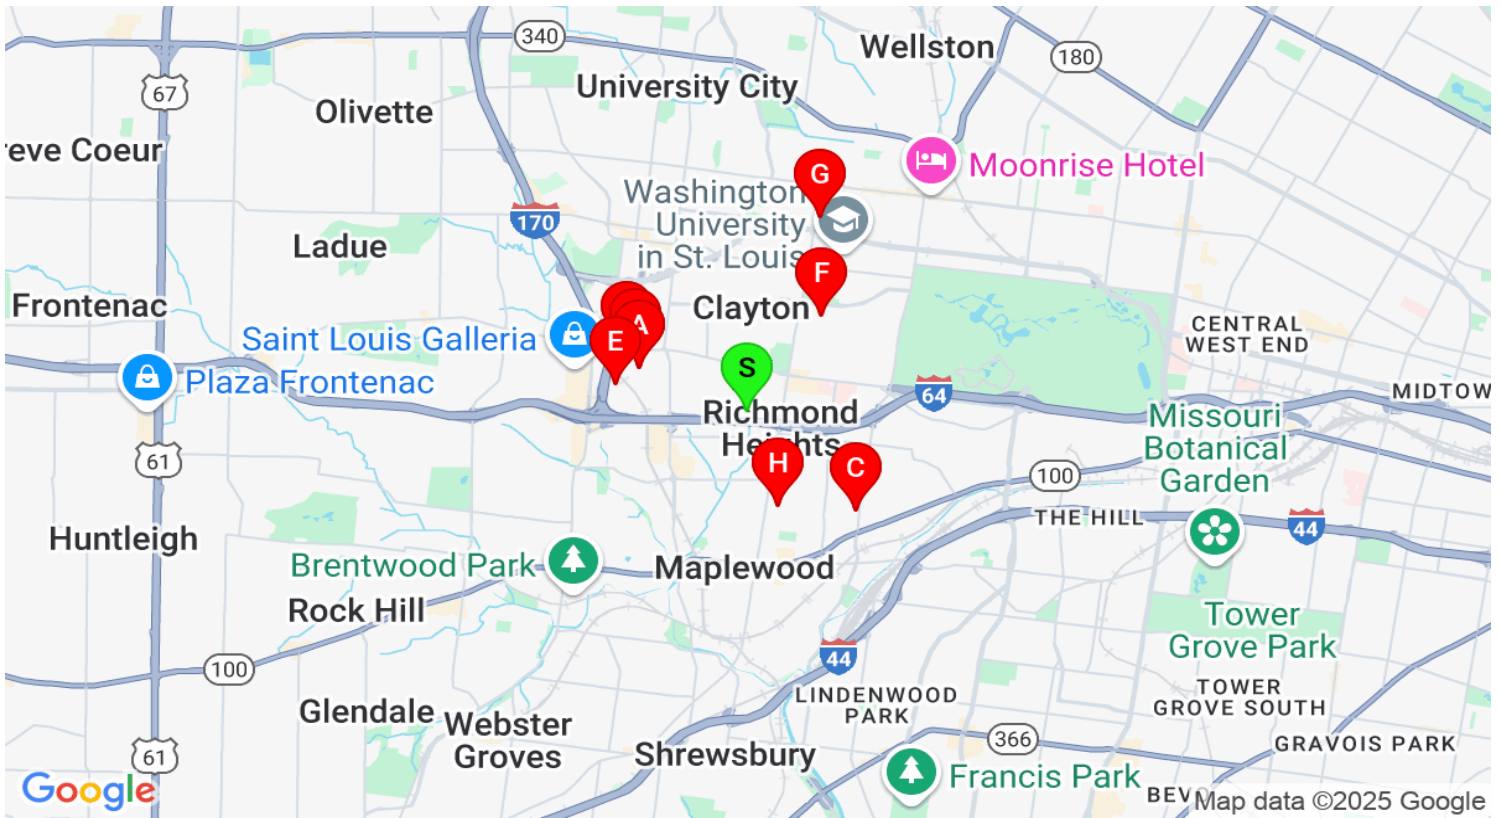 340
Wellston
180
University City
67
Olivette
reve Coeur
Moonrise Hotel
G
Washington
University
in St. Louis
170
Ladue
F
Frontenac
Clayton
CENTRAL
WEST END
Saint Louis Galleria
A
E
S
Plaza Frontenac
64
MIDTOW
Richmond
Heights
Missouri
Botanical
Garden
H
C
61
100
THE HILL
44
Huntleigh
Brentwood Park
Maplewood
Rock Hill
Tower
Grove Park
44
100
LINDENWOOD
PARK
TOWER
GROVE SOUTH
Glendale
Webster
Groves
Shrewsbury
366
GRAVOIS PARK
61
Francis Park
Google
BEVO
Map data ©2025 Google